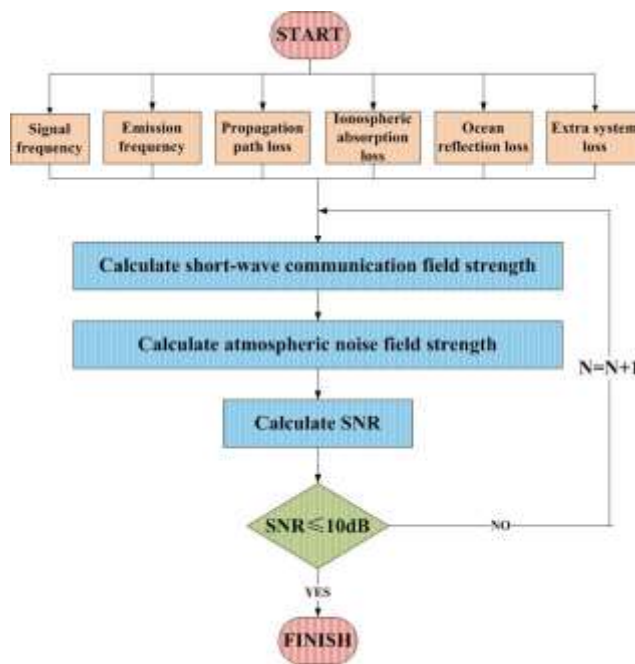 START
Signal
frequency
Emission
frequency
Propagation
path loss
Ionospheric
absorption
loss
Ocean
reflection loss
Extra system
loss
Calculate short-wave communication field strength
Calculate atmospheric noise field strength
N=N+1
Calculate SNR
SNR≤10dB
NO
YES
FINISH